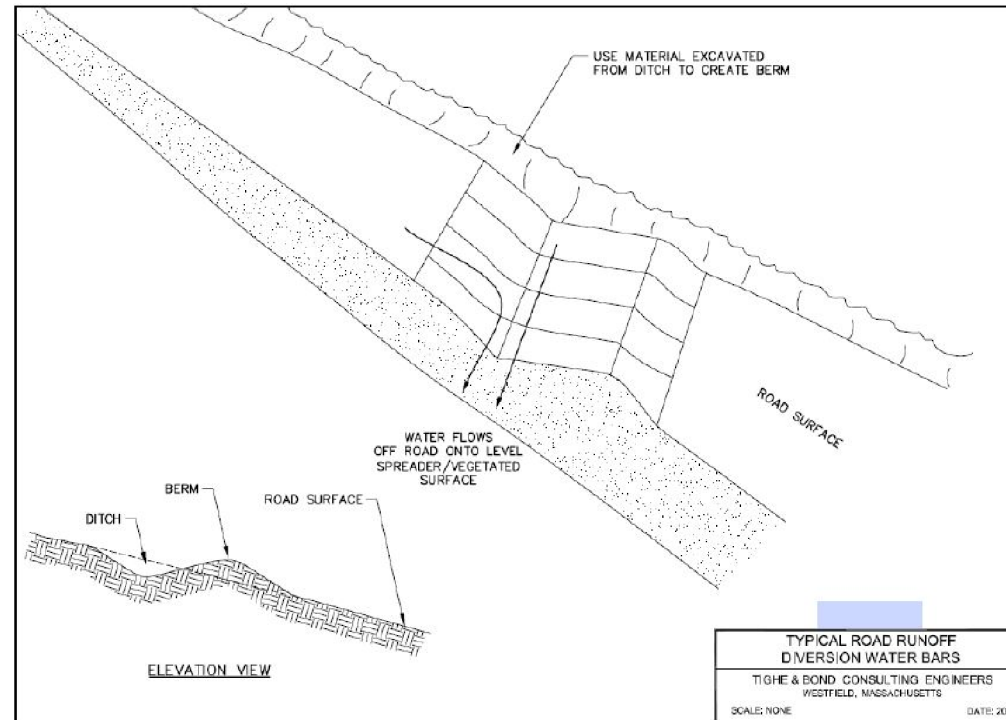 USE MATERIAL EXCAVATED
FROM DITCH TO CREATE BERM
ROAD SURFACE
WATER FLOWS
OFF ROAD ONTO LEVEL
SPREADER/VEGETATED
SURFACE
BERM
ROAD SURFACE
DITCH
ELEVATION VIEW
TYPICAL ROAD RUNOFF
DIVERSION WATER BARS
TIGHE & BOND CONSULTING ENGINEERS
WESTFIELD, MASSACHUSETTS
SCALE: NONE
DATE: 20